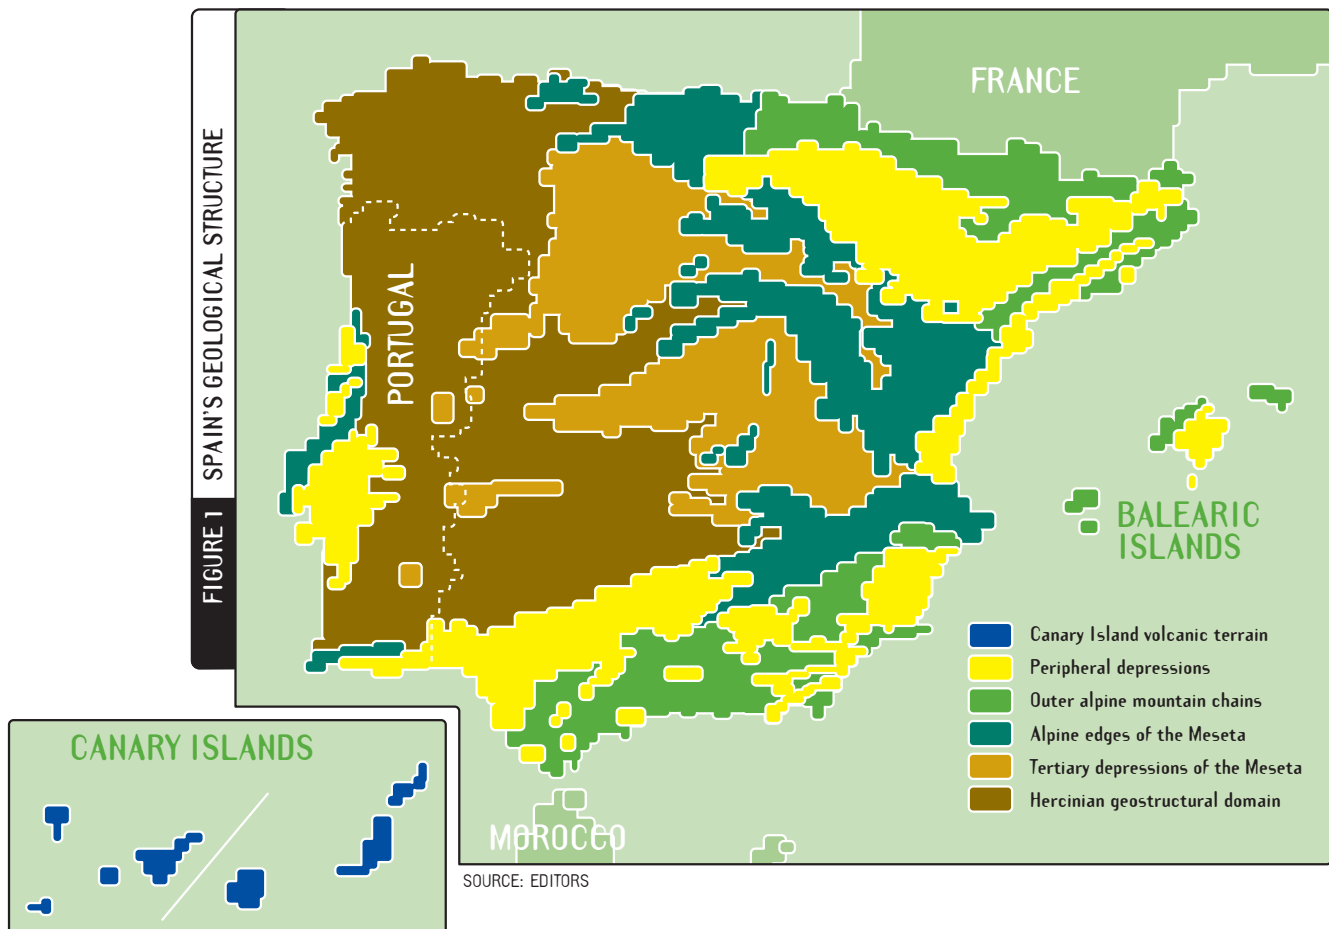 FIGURE 1 SPAIN'S GEOLOGICAL STRUCTURE
FRANCE
PORTUGAL
BALEARIC
ISLANDS
Canary Island volcanic terrain
Peripheral depressions
Outer alpine mountain chains
Alpine edges of the Meseta
Tertiary depressions of the Meseta
Hercinian geostructural domain
CANARY ISLANDS
MOROCCO
SOURCE: EDITORS